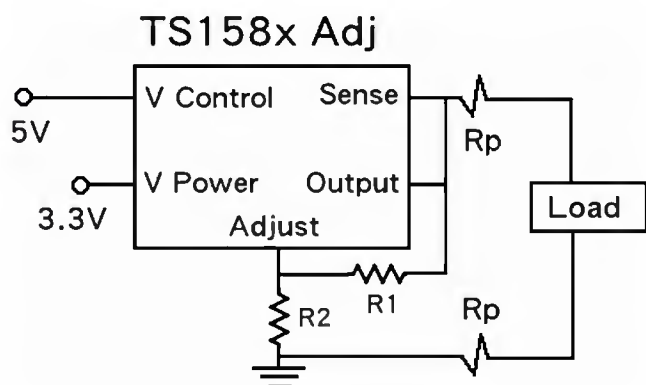 TS158x Adj
V Control
Sense
5V
Rp
V Power
Output
3.3V
Load
Adjust
R1
R2
Rp